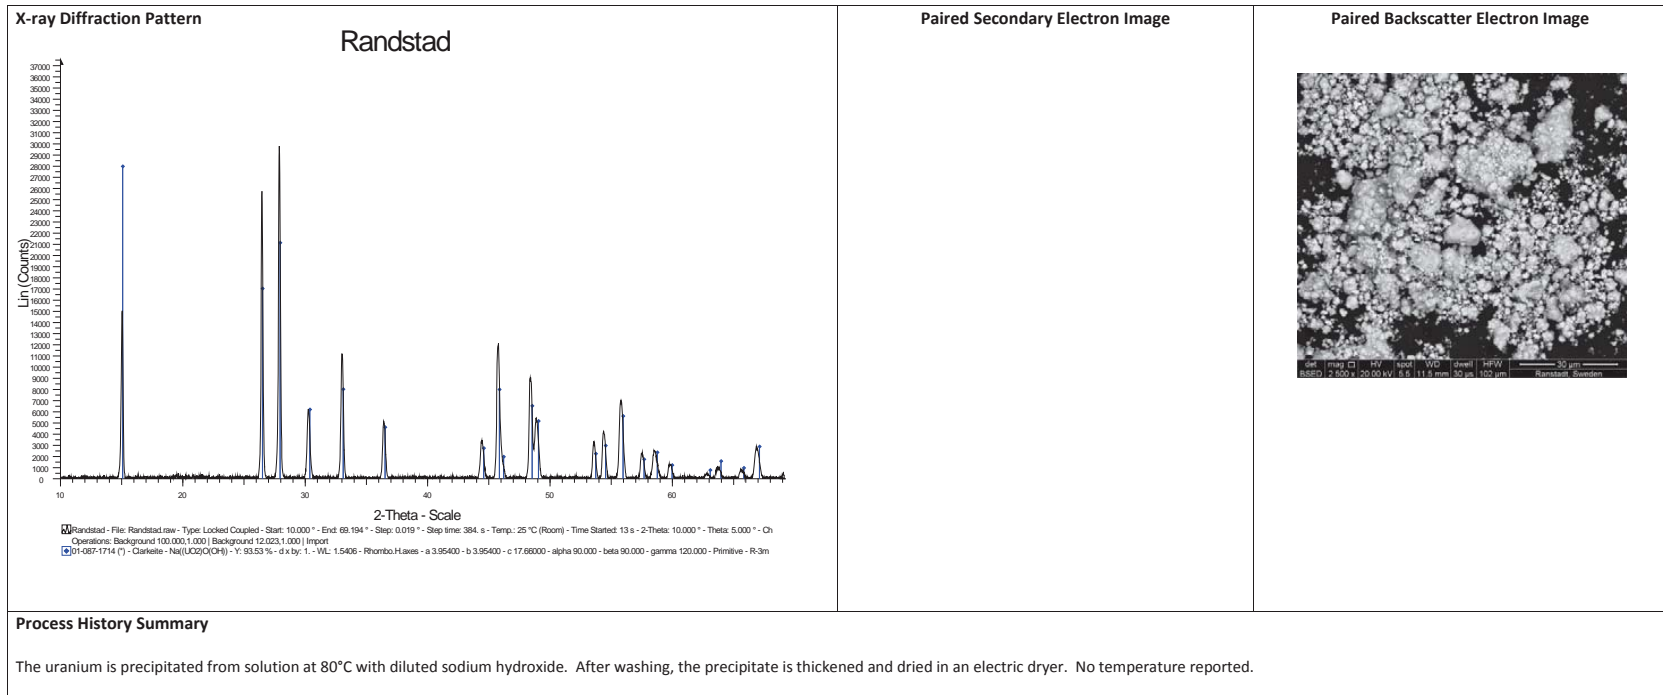 X-ray Diffraction Pattern
Paired Secondary Electron Image
Paired Backscatter Electron Image
Randstad
37000
36000
35000
34000
33000
32000
31000
30000
29000
28000
27000
26000
25000
24000
23000
22000
21000
20000
19000
18000
17000
16000
15000
14000
13000
12000
11000
10000
9000
8000
7000
6000
5000
4000
3000
2000
1000
0
Lin (Counts)
10 20 30 40 50 60
2-Theta - Scale
Randstad - File: Randstad.raw - Type: Locked Coupled - Start: 10.000 ° - End: 69.194 ° - Step: 0.019 ° - Step time: 384. s - Temp.: 25 °C (Room) - Time Started: 13 s - 2-Theta: 10.000 ° - Theta: 5.000 ° - Ch
Operations: Background 100.000,1.000 | Background 12.023,1.000 | Import
01-087-1714 (*) - Clarkeite - Na((UO2)O(OH)) - Y: 93.53 % - d x by: 1. - WL: 1.5406 - Rhombo.H.axes - a 3.95400 - b 3.95400 - c 17.66000 - alpha 90.000 - beta 90.000 - gamma 120.000 - Primitive - R-3m
det mag HV spot WD dwell HFW 30 µm
BSED 2 500 x 20.00 kV 5.5 11.5 mm 30 µs 102 µm Ranstadt, Sweden
Process History Summary
The uranium is precipitated from solution at 80°C with diluted sodium hydroxide. After washing, the precipitate is thickened and dried in an electric dryer. No temperature reported.